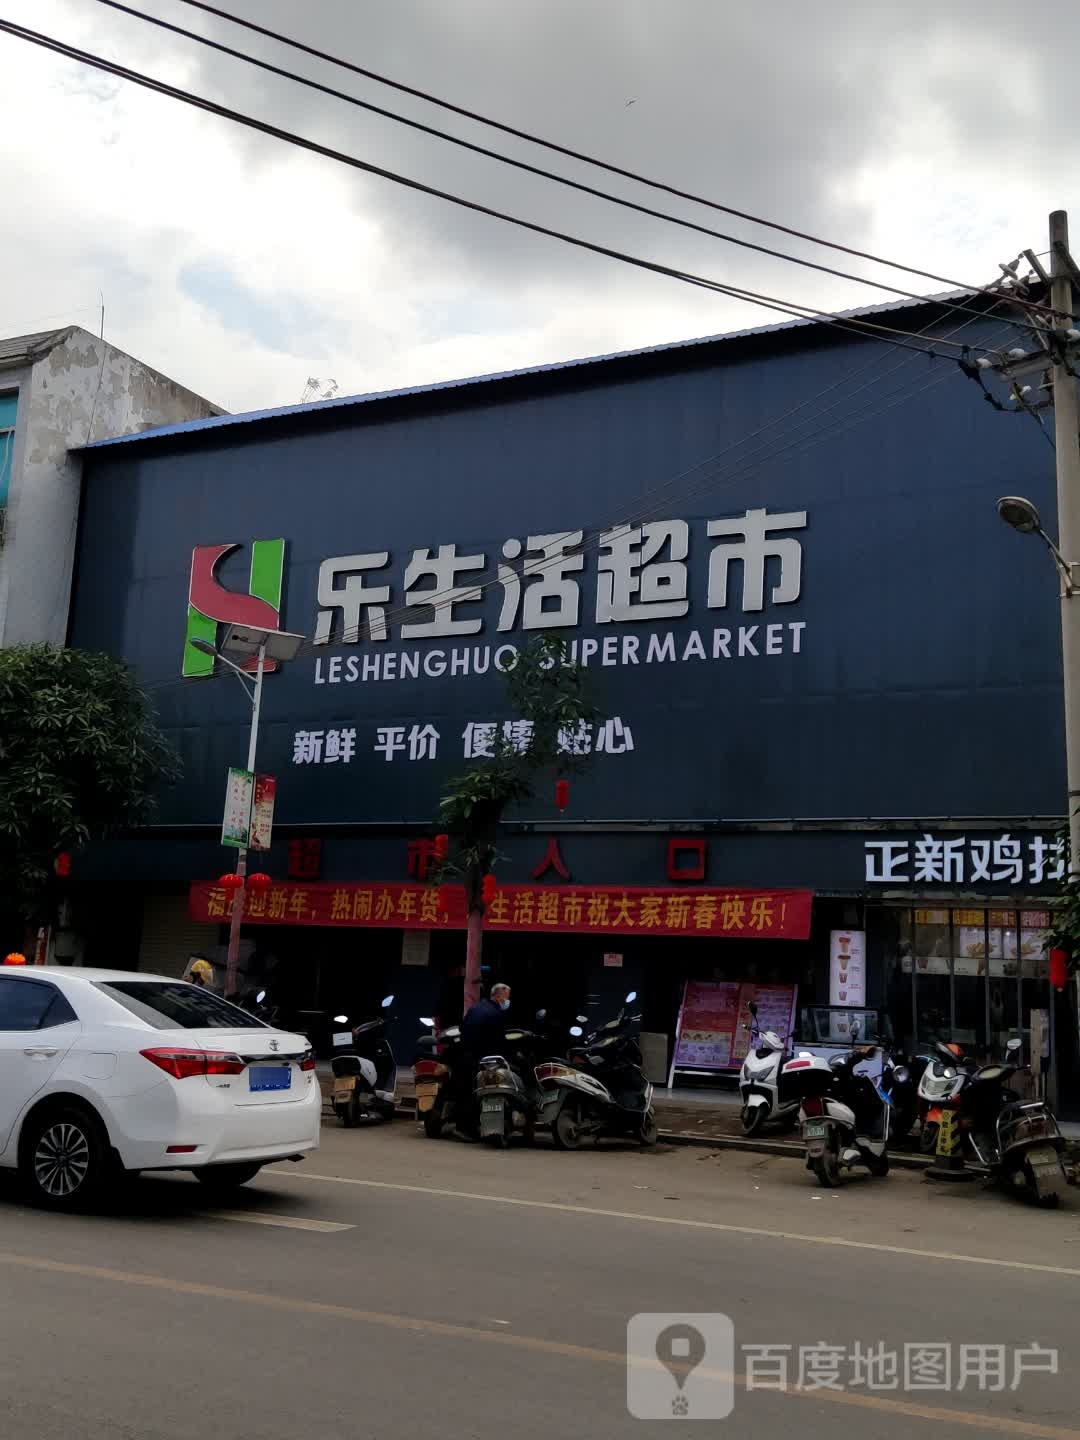 乐生活超市
LESHENGHUO SUPERMARKET
新鲜 平价 便捷 贴心
超市入口
正新鸡排
福 迎新年，热闹办年货， 生活超市祝大家新春快乐！
百度地图用户